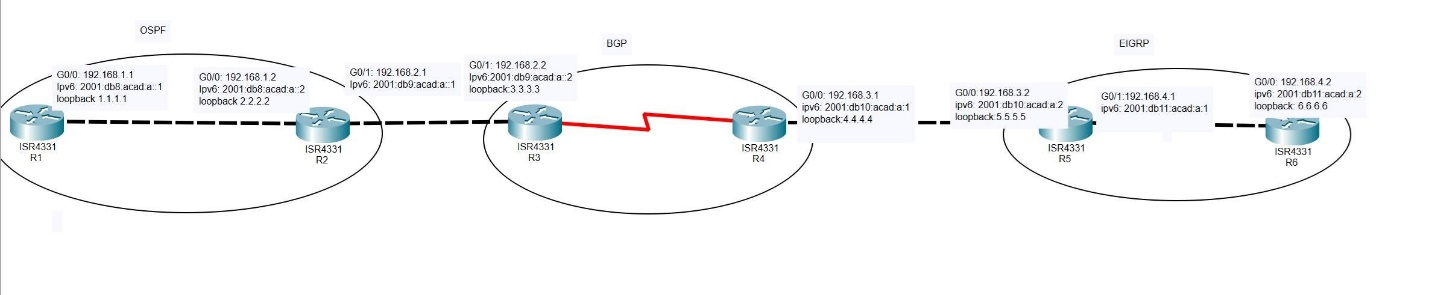 OSPF
BGP
EIGRP
G0/0: 192.168.1.1
Ipv6: 2001:db8:acad:a::1
loopback 1.1.1.1
G0/0: 192.168.1.2
Ipv6: 2001:db8:acad:a::2
loopback 2.2.2.2
G0/1: 192.168.2.1
Ipv6: 2001:db9:acad:a::1
G0/1: 192.168.2.2
Ipv6:2001:db9:acad:a::2
loopback:3.3.3.3
G0/0: 192.168.3.1
ipv6: 2001:db10:acad:a:1
loopback:4.4.4.4
G0/0:192.168.3.2
ipv6: 2001:db10:acad:a:2
loopback:5.5.5.5
G0/1:192.168.4.1
ipv6: 2001:db11:acad:a:1
G0/0: 192.168.4.2
ipv6: 2001:db11:acad:a:2
loopback: 6.6.6.6
ISR4331
R1
ISR4331
R2
ISR4331
R3
ISR4331
R4
ISR4331
R5
ISR4331
R6